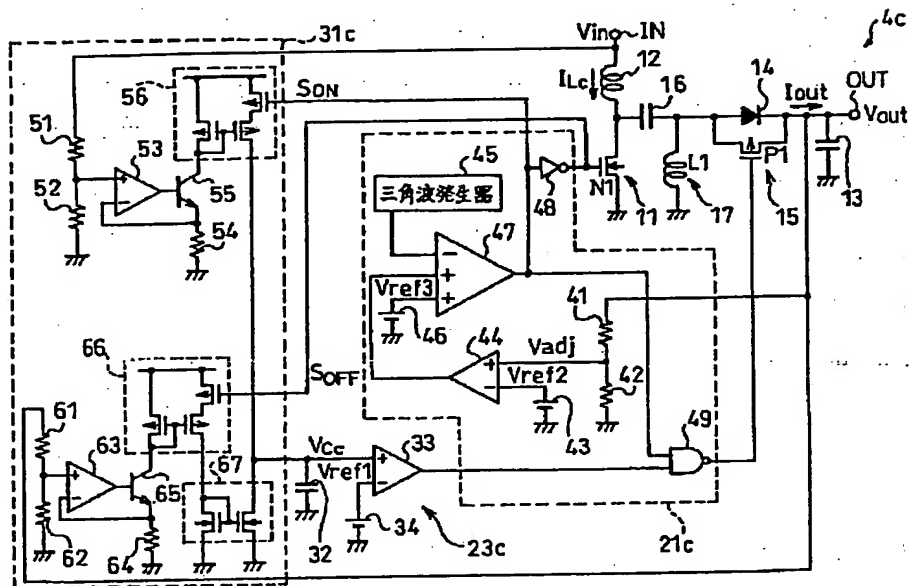 31c
4c
Vin
IN
56
SON
ILc
12
16
14
Iout
OUT
Vout
51
53
55
52
54
45
三角波発生器
48
N1
11
L1
17
P1
15
13
47
Vref3
46
41
44
Vadj
Vref2
42
43
66
SOFF
49
61
63
65
62
64
67
VCc
Vref1
33
32
34
23c
21c
+
-
-
+
+
+
-
+
-
+
-